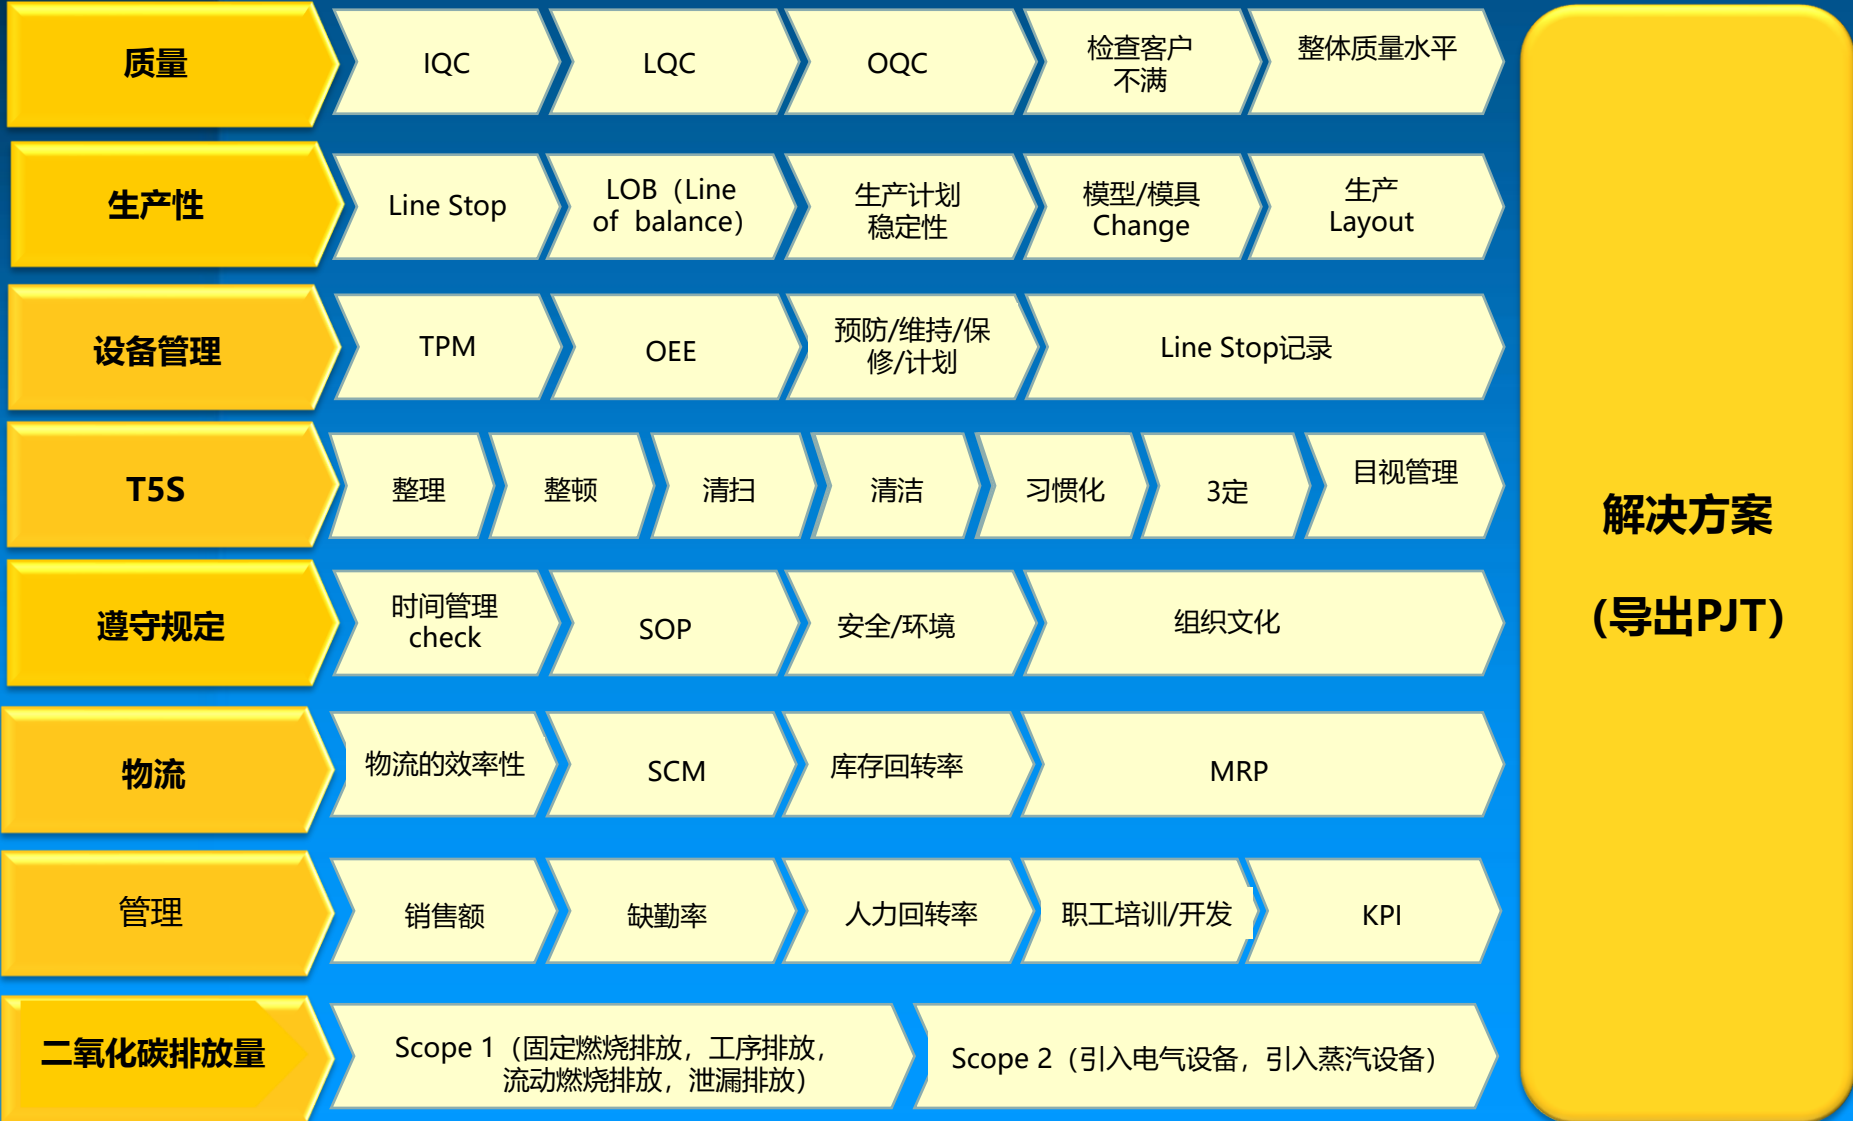 质量
IQC
LQC
OQC
检查客户
不满
整体质量水平
生产性
Line Stop
LOB（Line
of balance）
生产计划
稳定性
模型/模具
Change
生产
Layout
设备管理
TPM
OEE
预防/维持/保
修/计划
Line Stop记录
T5S
整理
整顿
清扫
清洁
习惯化
3定
目视管理
遵守规定
时间管理
check
SOP
安全/环境
组织文化
物流
物流的效率性
SCM
库存回转率
MRP
管理
销售额
缺勤率
人力回转率
职工培训/开发
KPI
二氧化碳排放量
Scope 1（固定燃烧排放，工序排放，
流动燃烧排放，泄漏排放）
Scope 2（引入电气设备，引入蒸汽设备）
解决方案
(导出PJT)